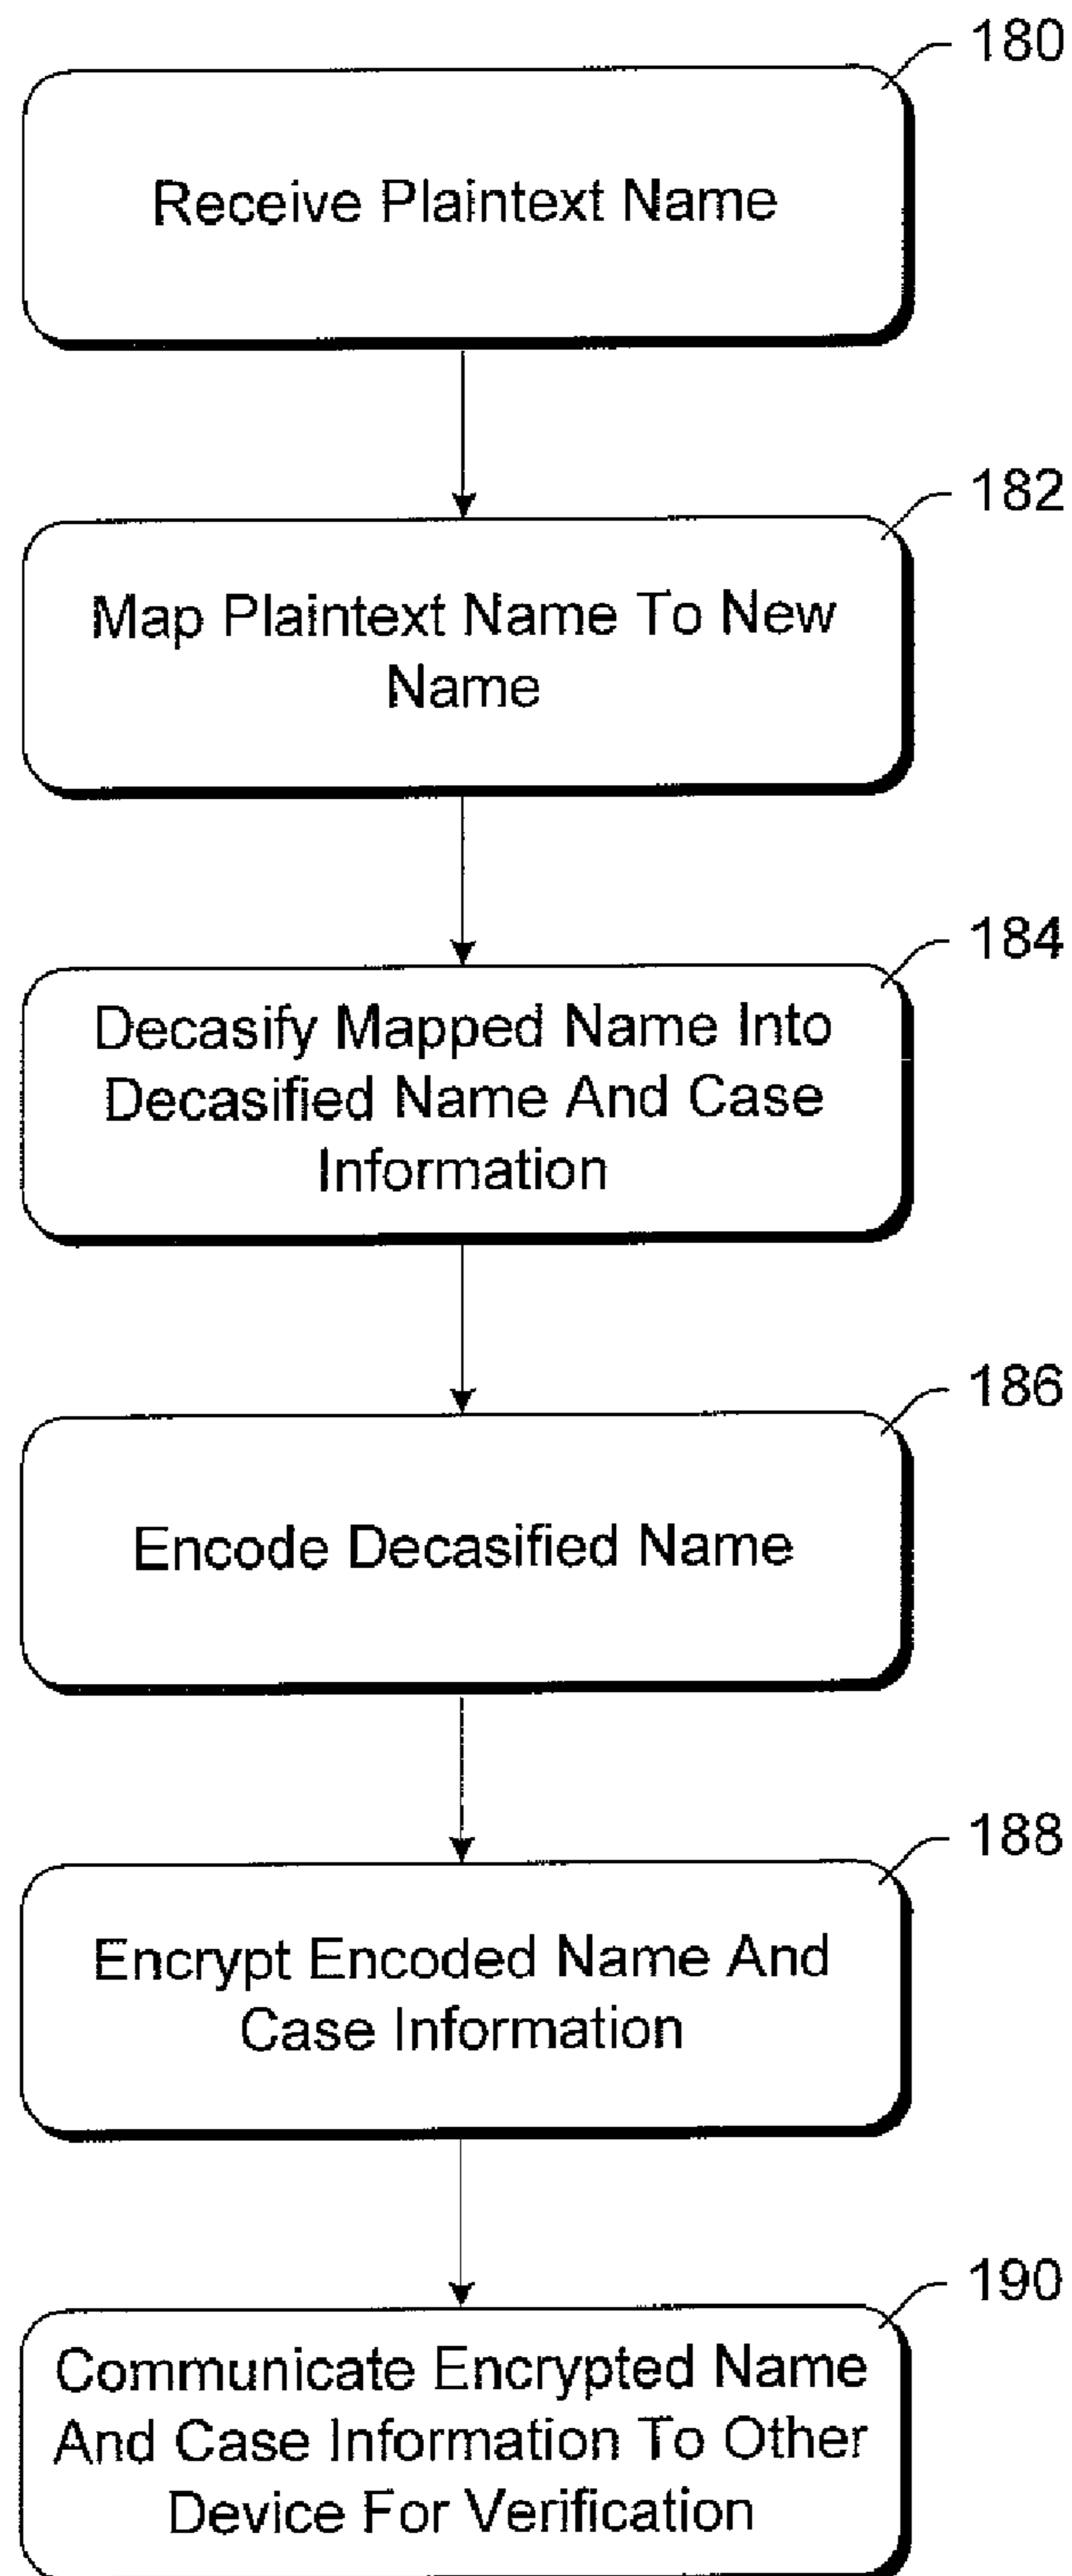 180
Receive Plaintext Name
182
Map Plaintext Name To New
Name
184
Decasify Mapped Name Into
Decasified Name And Case
Information
186
Encode Decasified Name
188
Encrypt Encoded Name And
Case Information
190
Communicate Encrypted Name
And Case Information To Other
Device For Verification